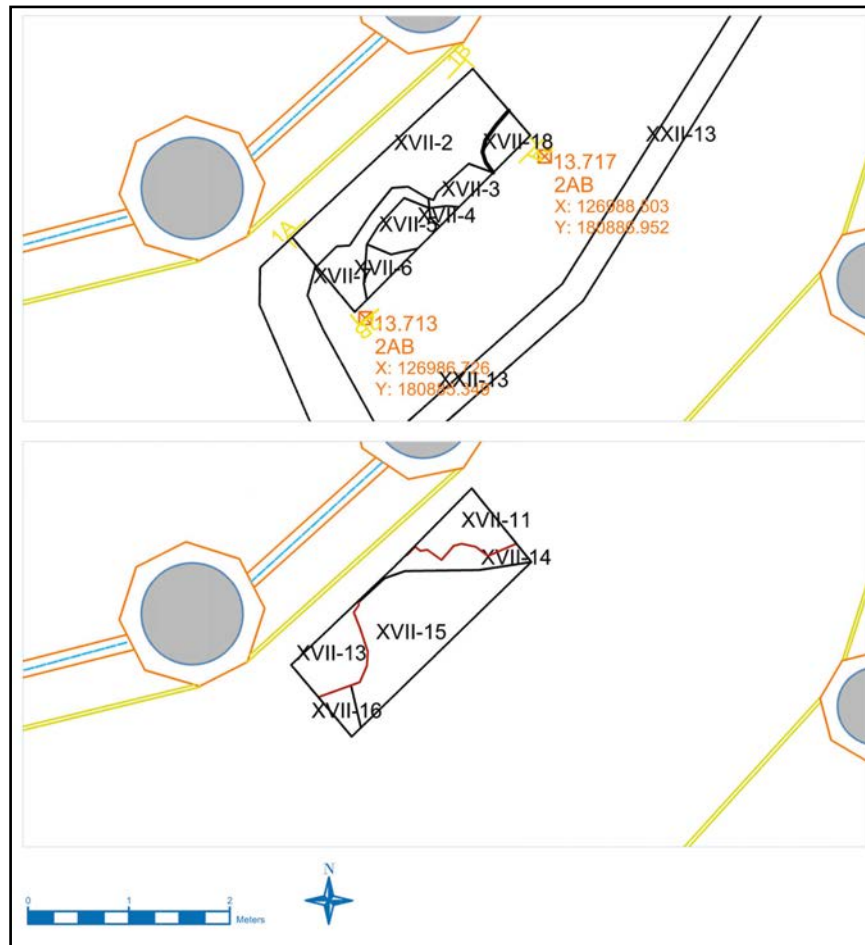 1B
XVII-2
XVII-18
XXII-13
13.717
2AB
X: 126988.503
Y: 180886.952
XVII-3
XVII-4
XVII-5
1A
XVII-6
XVII-7
13.713
2AB
X: 126986.726
XXII-13
XVII-11
XVII-14
XVII-15
XVII-13
XVII-16
N
0 1 2
Meters